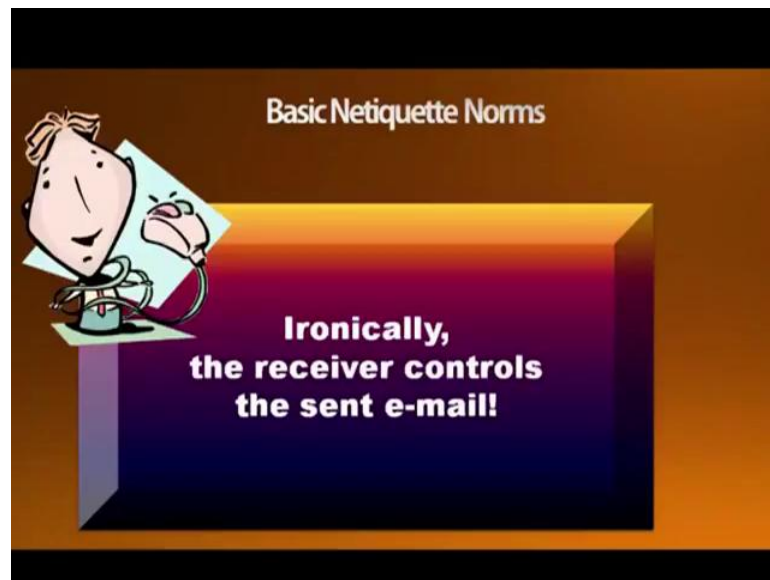 Basic Netiquette Norms
Ironically,
the receiver controls
the sent e-mail!